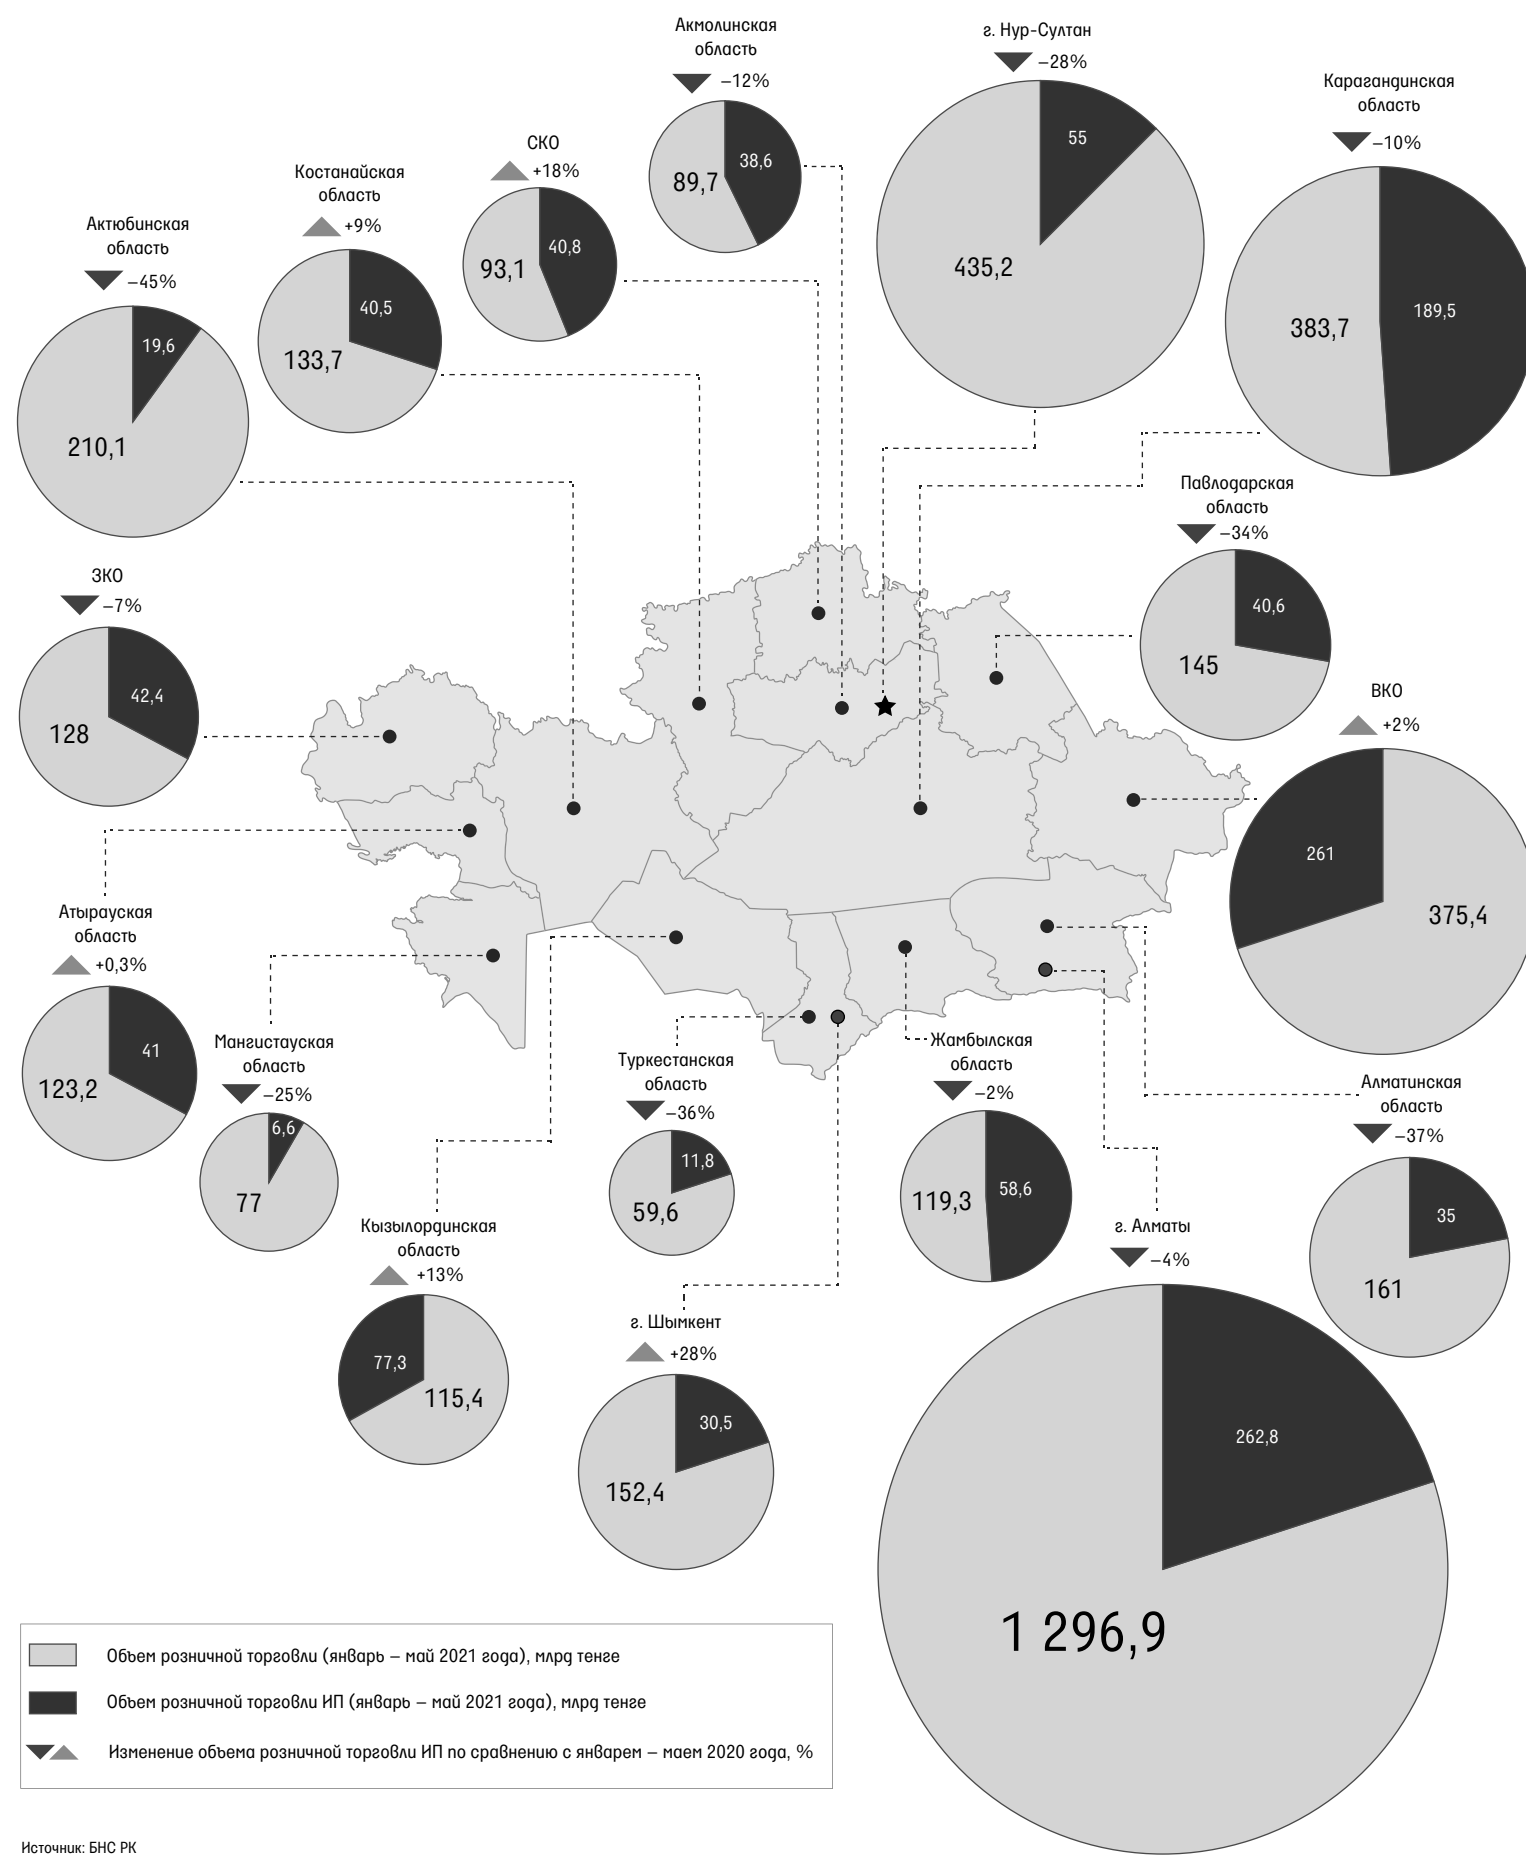 Акмолинская
область
–12%
38,6
89,7
г. Нур-Султан
–28%
55
435,2
Карагандинская
область
–10%
189,5
383,7
СКО
+18%
40,8
93,1
Костанайская
область
+9%
40,5
133,7
Актюбинская
область
–45%
19,6
210,1
Павлодарская
область
–34%
40,6
145
ЗКО
–7%
42,4
128
ВКО
+2%
261
375,4
Атырауская
область
+0,3%
41
123,2
Мангистауская
область
–25%
6,6
77
Туркестанская
область
–36%
11,8
59,6
Жамбылская
область
–2%
58,6
119,3
Алматинская
область
–37%
35
161
Кызылординская
область
+13%
77,3
115,4
г. Шымкент
+28%
30,5
152,4
г. Алматы
–4%
262,8
1 296,9
Объем розничной торговли (январь – май 2021 года), млрд тенге
Объем розничной торговли ИП (январь – май 2021 года), млрд тенге
Изменение объема розничной торговли ИП по сравнению с январем – маем 2020 года, %
Источник: БНС РК